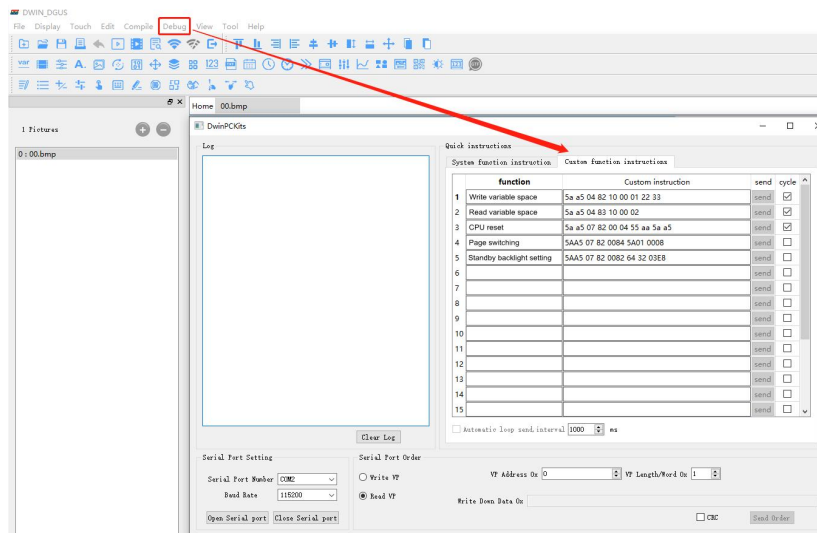 DWIN_DGUS
File Display Touch Edit Compile Debug View Tool Help
Home 00.bmp
1 Pictures
0 : 00.bmp
DwinPCKits
Log
Quick instructions
System function instruction Custom function instructions
function Custom instruction send cycle
1 Write variable space 5a a5 04 82 10 00 01 22 33 send
2 Read variable space 5a a5 04 83 10 00 02 send
3 CPU reset 5a a5 07 82 00 04 55 aa 5a a5 send
4 Page switching 5AA5 07 82 0084 5A01 0008 send
5 Standby backlight setting 5AA5 07 82 0082 64 32 03E8 send
6 send
7 send
8 send
9 send
10 send
11 send
12 send
13 send
14 send
15 send
Automatic loop send,interval 1000 ms
Clear Log
Serial Port Setting
Serial Port Number COM2
Baud Rate 115200
Open Serial port Close Serial port
Serial Port Order
Write VP
Read VP
VP Address 0x 0 VP Length/Word 0x 1
Write Down Data 0x
CRC Send Order